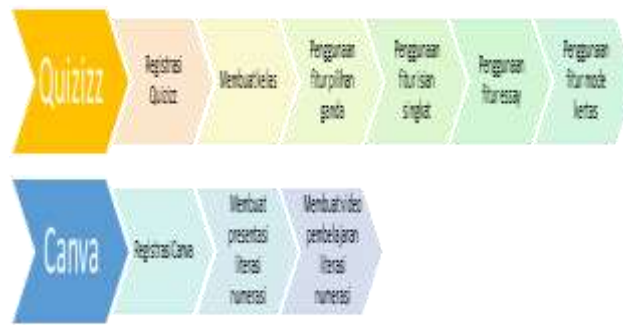 Quizizz
Registrasi
Quizizz
Membuat kelas
Penggunaan
fitur pilihan
ganda
Penggunaan
fitur isian
singkat
Penggunaan
fitur essay
Penggunaan
fitur mode
kertas
Canva
Registrasi Canva
Membuat
presentasi
literasi
numerasi
Membuat video
pembelajaran
literasi
numerasi